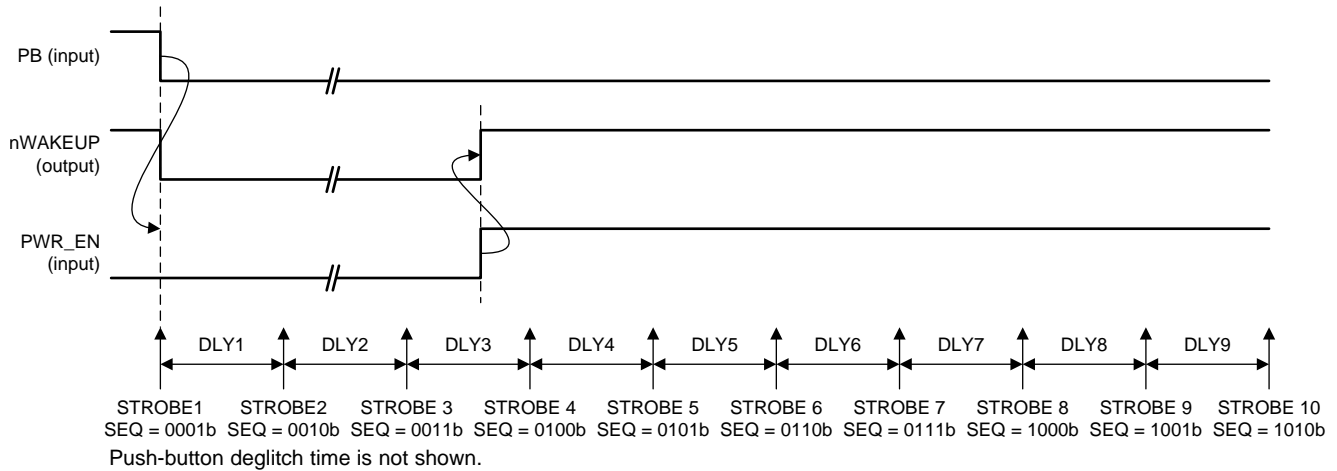 PB (input)
nWAKEUP
(output)
PWR_EN
(input)
DLY1 DLY2 DLY3 DLY4 DLY5 DLY6 DLY7 DLY8 DLY9
STROBE1 STROBE2 STROBE 3 STROBE 4 STROBE 5 STROBE 6 STROBE 7 STROBE 8 STROBE 9 STROBE 10
SEQ = 0001b SEQ = 0010b SEQ = 0011b SEQ = 0100b SEQ = 0101b SEQ = 0110b SEQ = 0111b SEQ = 1000b SEQ = 1001b SEQ = 1010b
Push-button deglitch time is not shown.